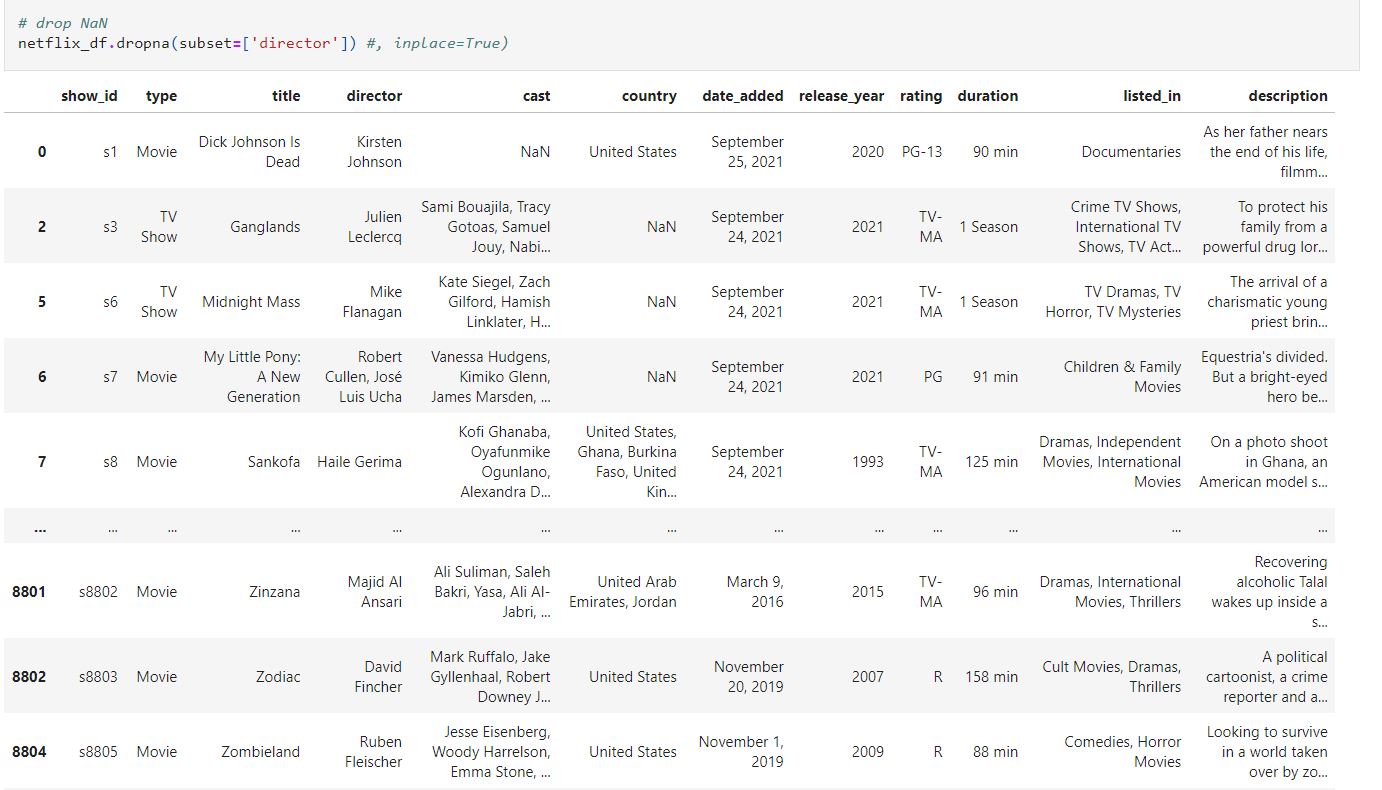 # drop NaN
netflix_df.dropna(subset=['director']) #, inplace=True)
show_id type title director cast country date_added release_year rating duration listed_in description
0 s1 Movie Dick Johnson Is Dead Kirsten Johnson NaN United States September 25, 2021 2020 PG-13 90 min Documentaries As her father nears the end of his life, filmm...
2 s3 TV Show Ganglands Julien Leclercq Sami Bouajila, Tracy Gotoas, Samuel Jouy, Nabi... NaN September 24, 2021 2021 TV-MA 1 Season Crime TV Shows, International TV Shows, TV Act... To protect his family from a powerful drug lor...
5 s6 TV Show Midnight Mass Mike Flanagan Kate Siegel, Zach Gilford, Hamish Linklater, H... NaN September 24, 2021 2021 TV-MA 1 Season TV Dramas, TV Horror, TV Mysteries The arrival of a charismatic young priest brin...
6 s7 Movie My Little Pony: A New Generation Robert Cullen, José Luis Ucha Vanessa Hudgens, Kimiko Glenn, James Marsden, ... NaN September 24, 2021 2021 PG 91 min Children & Family Movies Equestria's divided. But a bright-eyed hero be...
7 s8 Movie Sankofa Haile Gerima Kofi Ghanaba, Oyafunmike Ogunlano, Alexandra D... United States, Ghana, Burkina Faso, United Kin... September 24, 2021 1993 TV-MA 125 min Dramas, Independent Movies, International Movies On a photo shoot in Ghana, an American model s...
... ... ... ... ... ... ... ... ... ... ... ... ...
8801 s8802 Movie Zinzana Majid Al Ansari Ali Suliman, Saleh Bakri, Yasa, Ali Al-Jabri, ... United Arab Emirates, Jordan March 9, 2016 2015 TV-MA 96 min Dramas, International Movies, Thrillers Recovering alcoholic Talal wakes up inside a s...
8802 s8803 Movie Zodiac David Fincher Mark Ruffalo, Jake Gyllenhaal, Robert Downey J... United States November 20, 2019 2007 R 158 min Cult Movies, Dramas, Thrillers A political cartoonist, a crime reporter and a...
8804 s8805 Movie Zombieland Ruben Fleischer Jesse Eisenberg, Woody Harrelson, Emma Stone, ... United States November 1, 2019 2009 R 88 min Comedies, Horror Movies Looking to survive in a world taken over by zo...